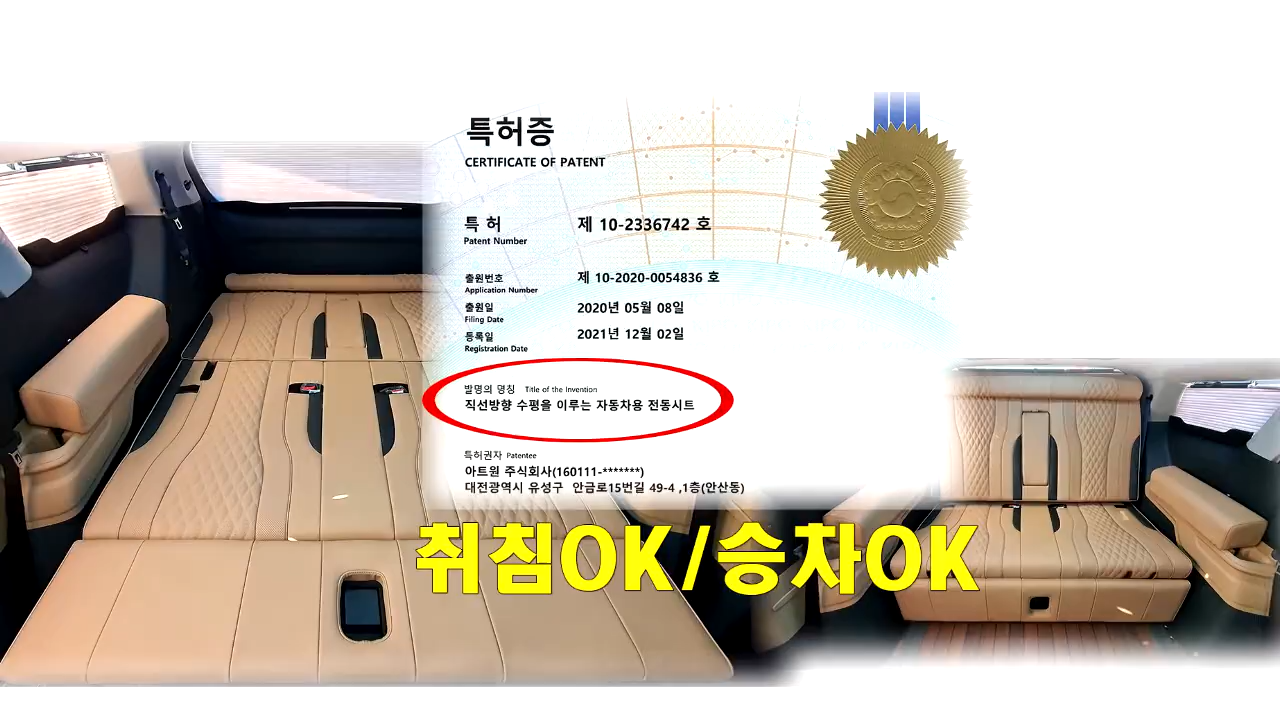 특허증
CERTIFICATE OF PATENT
특 허 제 10-2336742 호
Patent Number
출원번호 제 10-2020-0054836 호
Application Number
출원일 2020년 05월 08일
Filing Date
등록일 2021년 12월 02일
Registration Date
발명의 명칭 Title of the Invention
직선방향 수평을 이루는 자동차용 전동시트
특허권자 Patentee
아트원 주식회사(160111-*******)
대전광역시 유성구 안금로15번길 49-4 ,1층(안산동)
취침OK/승차OK